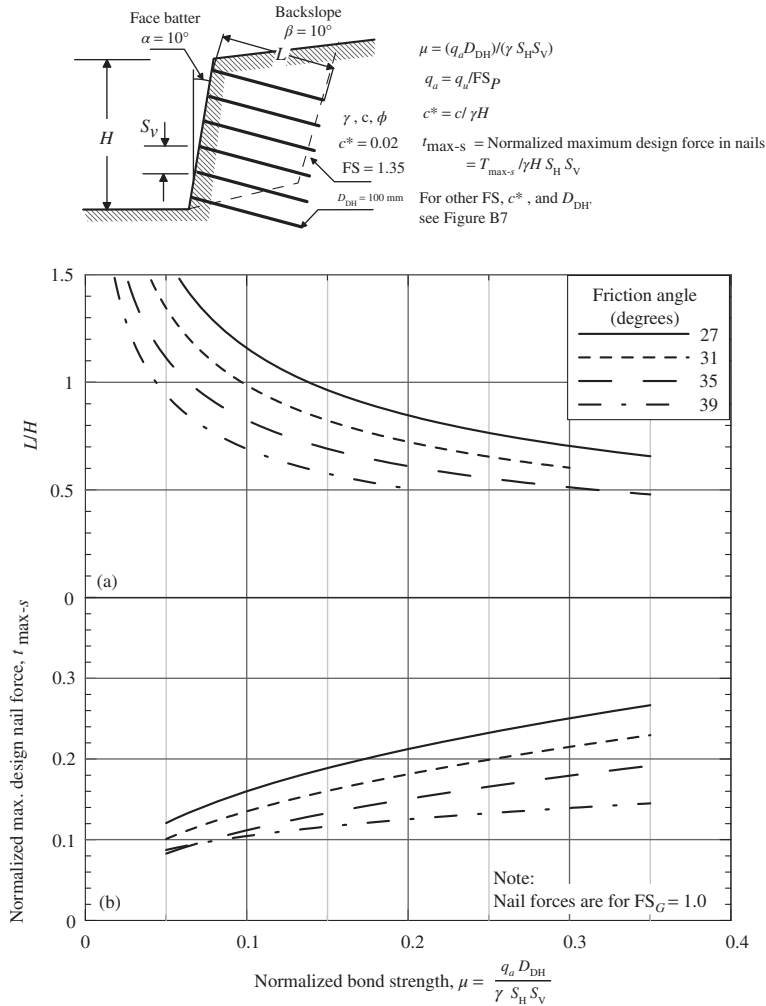 Face batter
α = 10°
Backslope
β = 10°
L
H
S_v
γ , c, ϕ
c* = 0.02
FS = 1.35
D_DH = 100 mm
μ = (q_a D_DH)/(γ S_H S_V)
q_a = q_u/FS_P
c* = c/ γH
t_max-s = Normalized maximum design force in nails
= T_max-s /γH S_H S_V
For other FS, c* , and D_DH,
see Figure B7
1.5
1
0.5
0
L/H
(a)
Friction angle
(degrees)
27
31
35
39
0.3
0.2
0.1
0
Normalized max. design nail force, t max-s
(b)
Note:
Nail forces are for FS_G = 1.0
0 0.1 0.2 0.3 0.4
Normalized bond strength, μ = q_a D_DH / γ S_H S_V